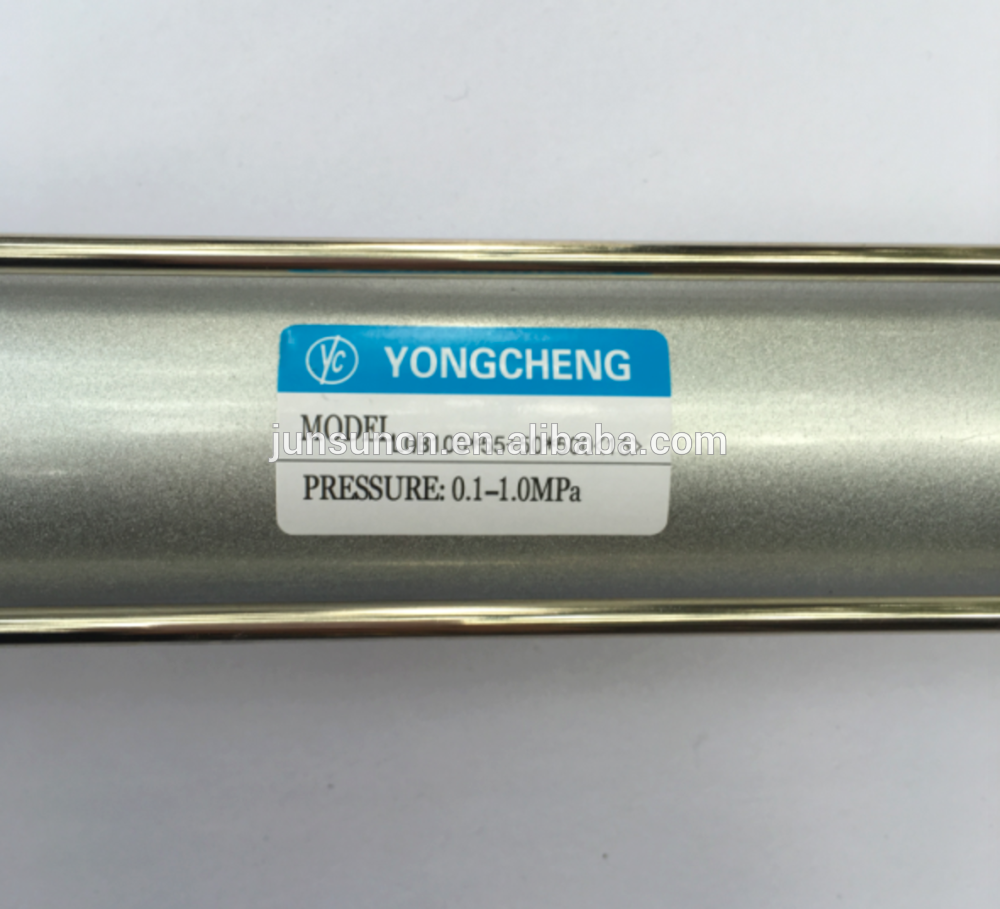 yc YONGCHENG
MODEL
junsuncn.en.alibaba.com
PRESSURE: 0.1-1.0MPa